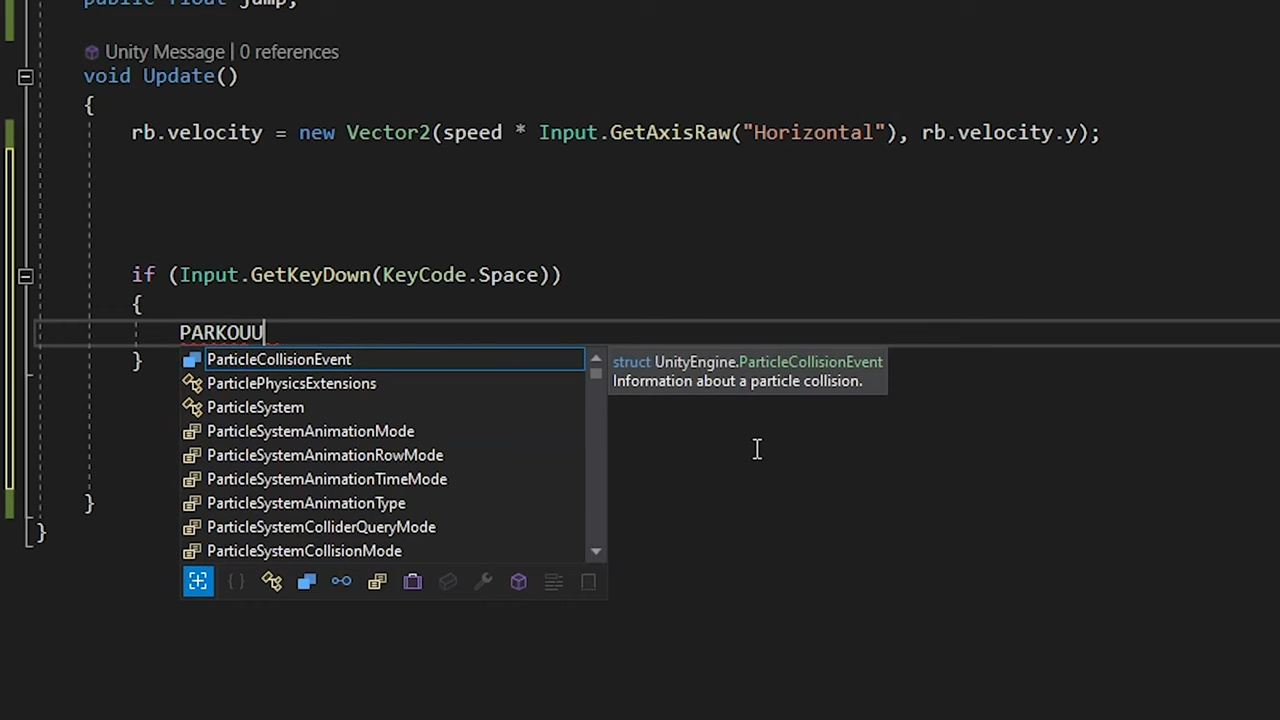 public float jump;
Unity Message | 0 references
void Update()
{
rb.velocity = new Vector2(speed * Input.GetAxisRaw("Horizontal"), rb.velocity.y);
if (Input.GetKeyDown(KeyCode.Space))
{
PARKOUU
}
ParticleCollisionEvent
struct UnityEngine.ParticleCollisionEvent
Information about a particle collision.
ParticlePhysicsExtensions
ParticleSystem
ParticleSystemAnimationMode
ParticleSystemAnimationRowMode
ParticleSystemAnimationTimeMode
ParticleSystemAnimationType
ParticleSystemColliderQueryMode
ParticleSystemCollisionMode
}
}